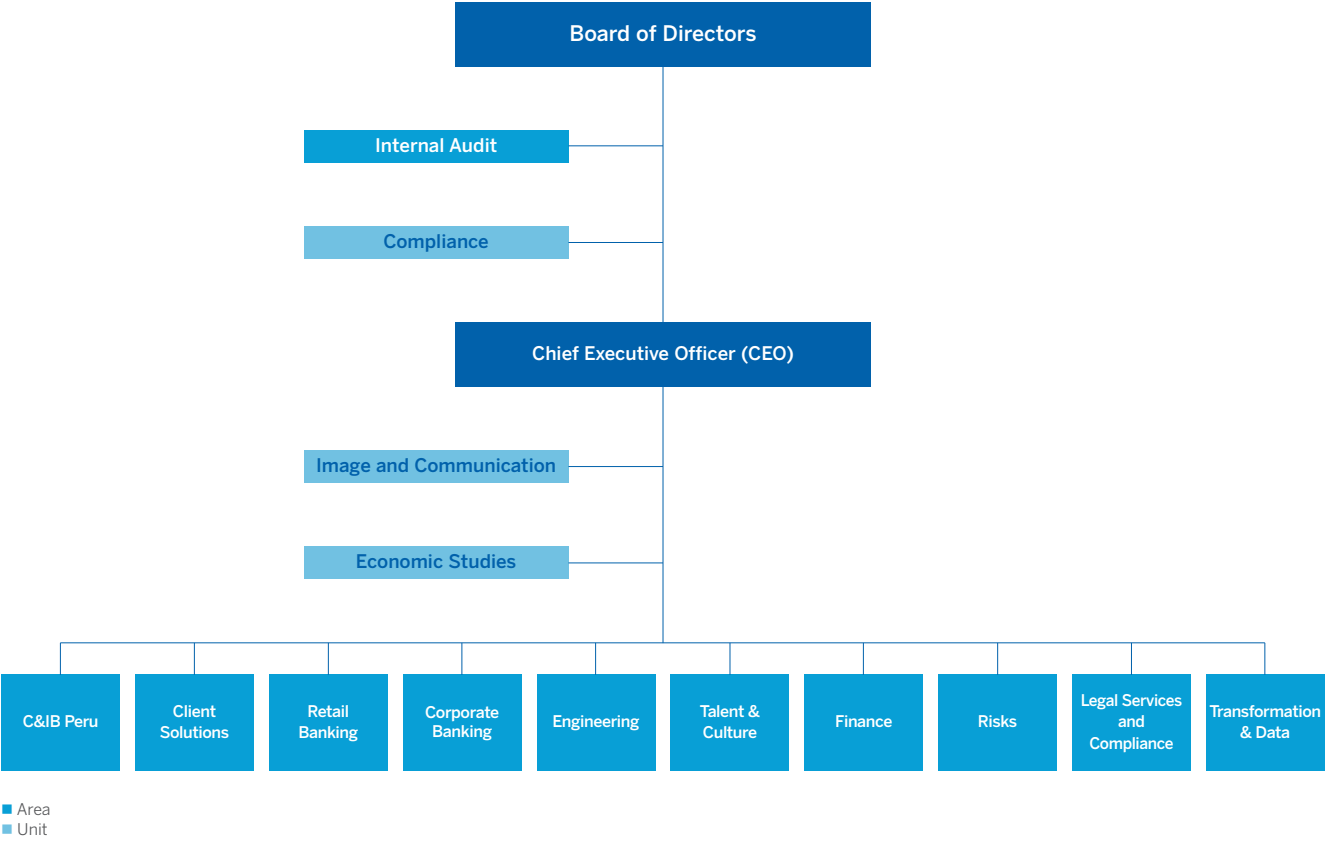 Board of Directors
Internal Audit
Compliance
Chief Executive Officer (CEO)
Image and Communication
Economic Studies
C&IB Peru
Client
Solutions
Retail
Banking
Corporate
Banking
Engineering
Talent &
Culture
Finance
Risks
Legal Services
and
Compliance
Transformation
& Data
Area
Unit